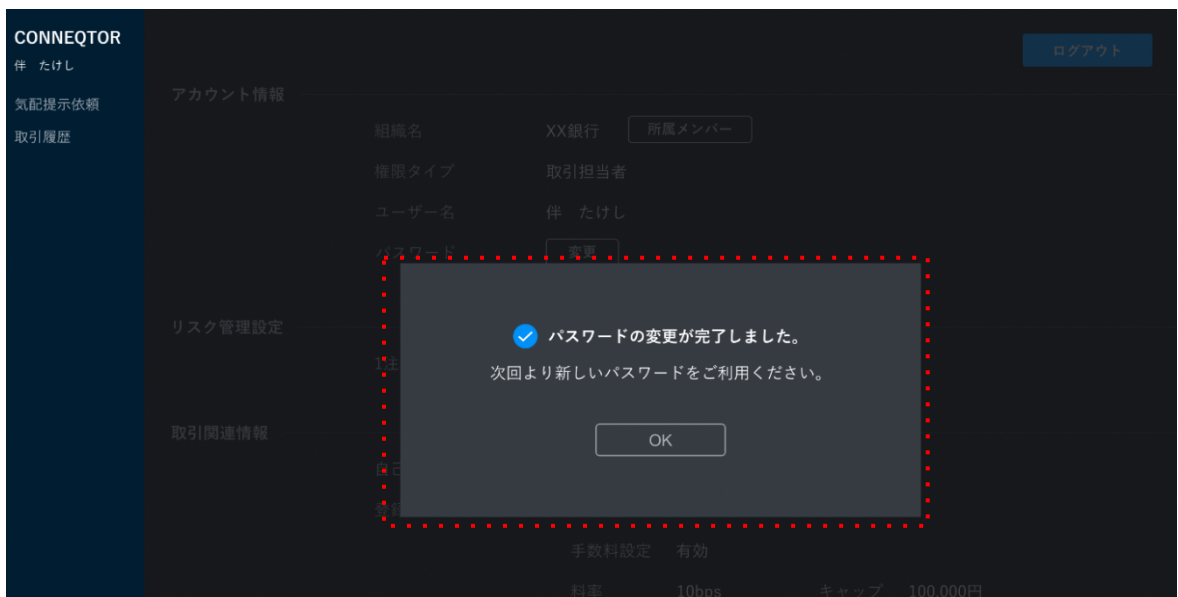 CONNEQTOR
伴　たけし
気配提示依頼
取引履歴
ログアウト
アカウント情報
組織名 XX銀行 所属メンバー
権限タイプ 取引担当者
ユーザー名 伴　たけし
パスワード 変更
リスク管理設定
1注
パスワードの変更が完了しました。
次回より新しいパスワードをご利用ください。
OK
取引関連情報
自己
手数料設定 有効
料率 10bps キャップ 100,000円